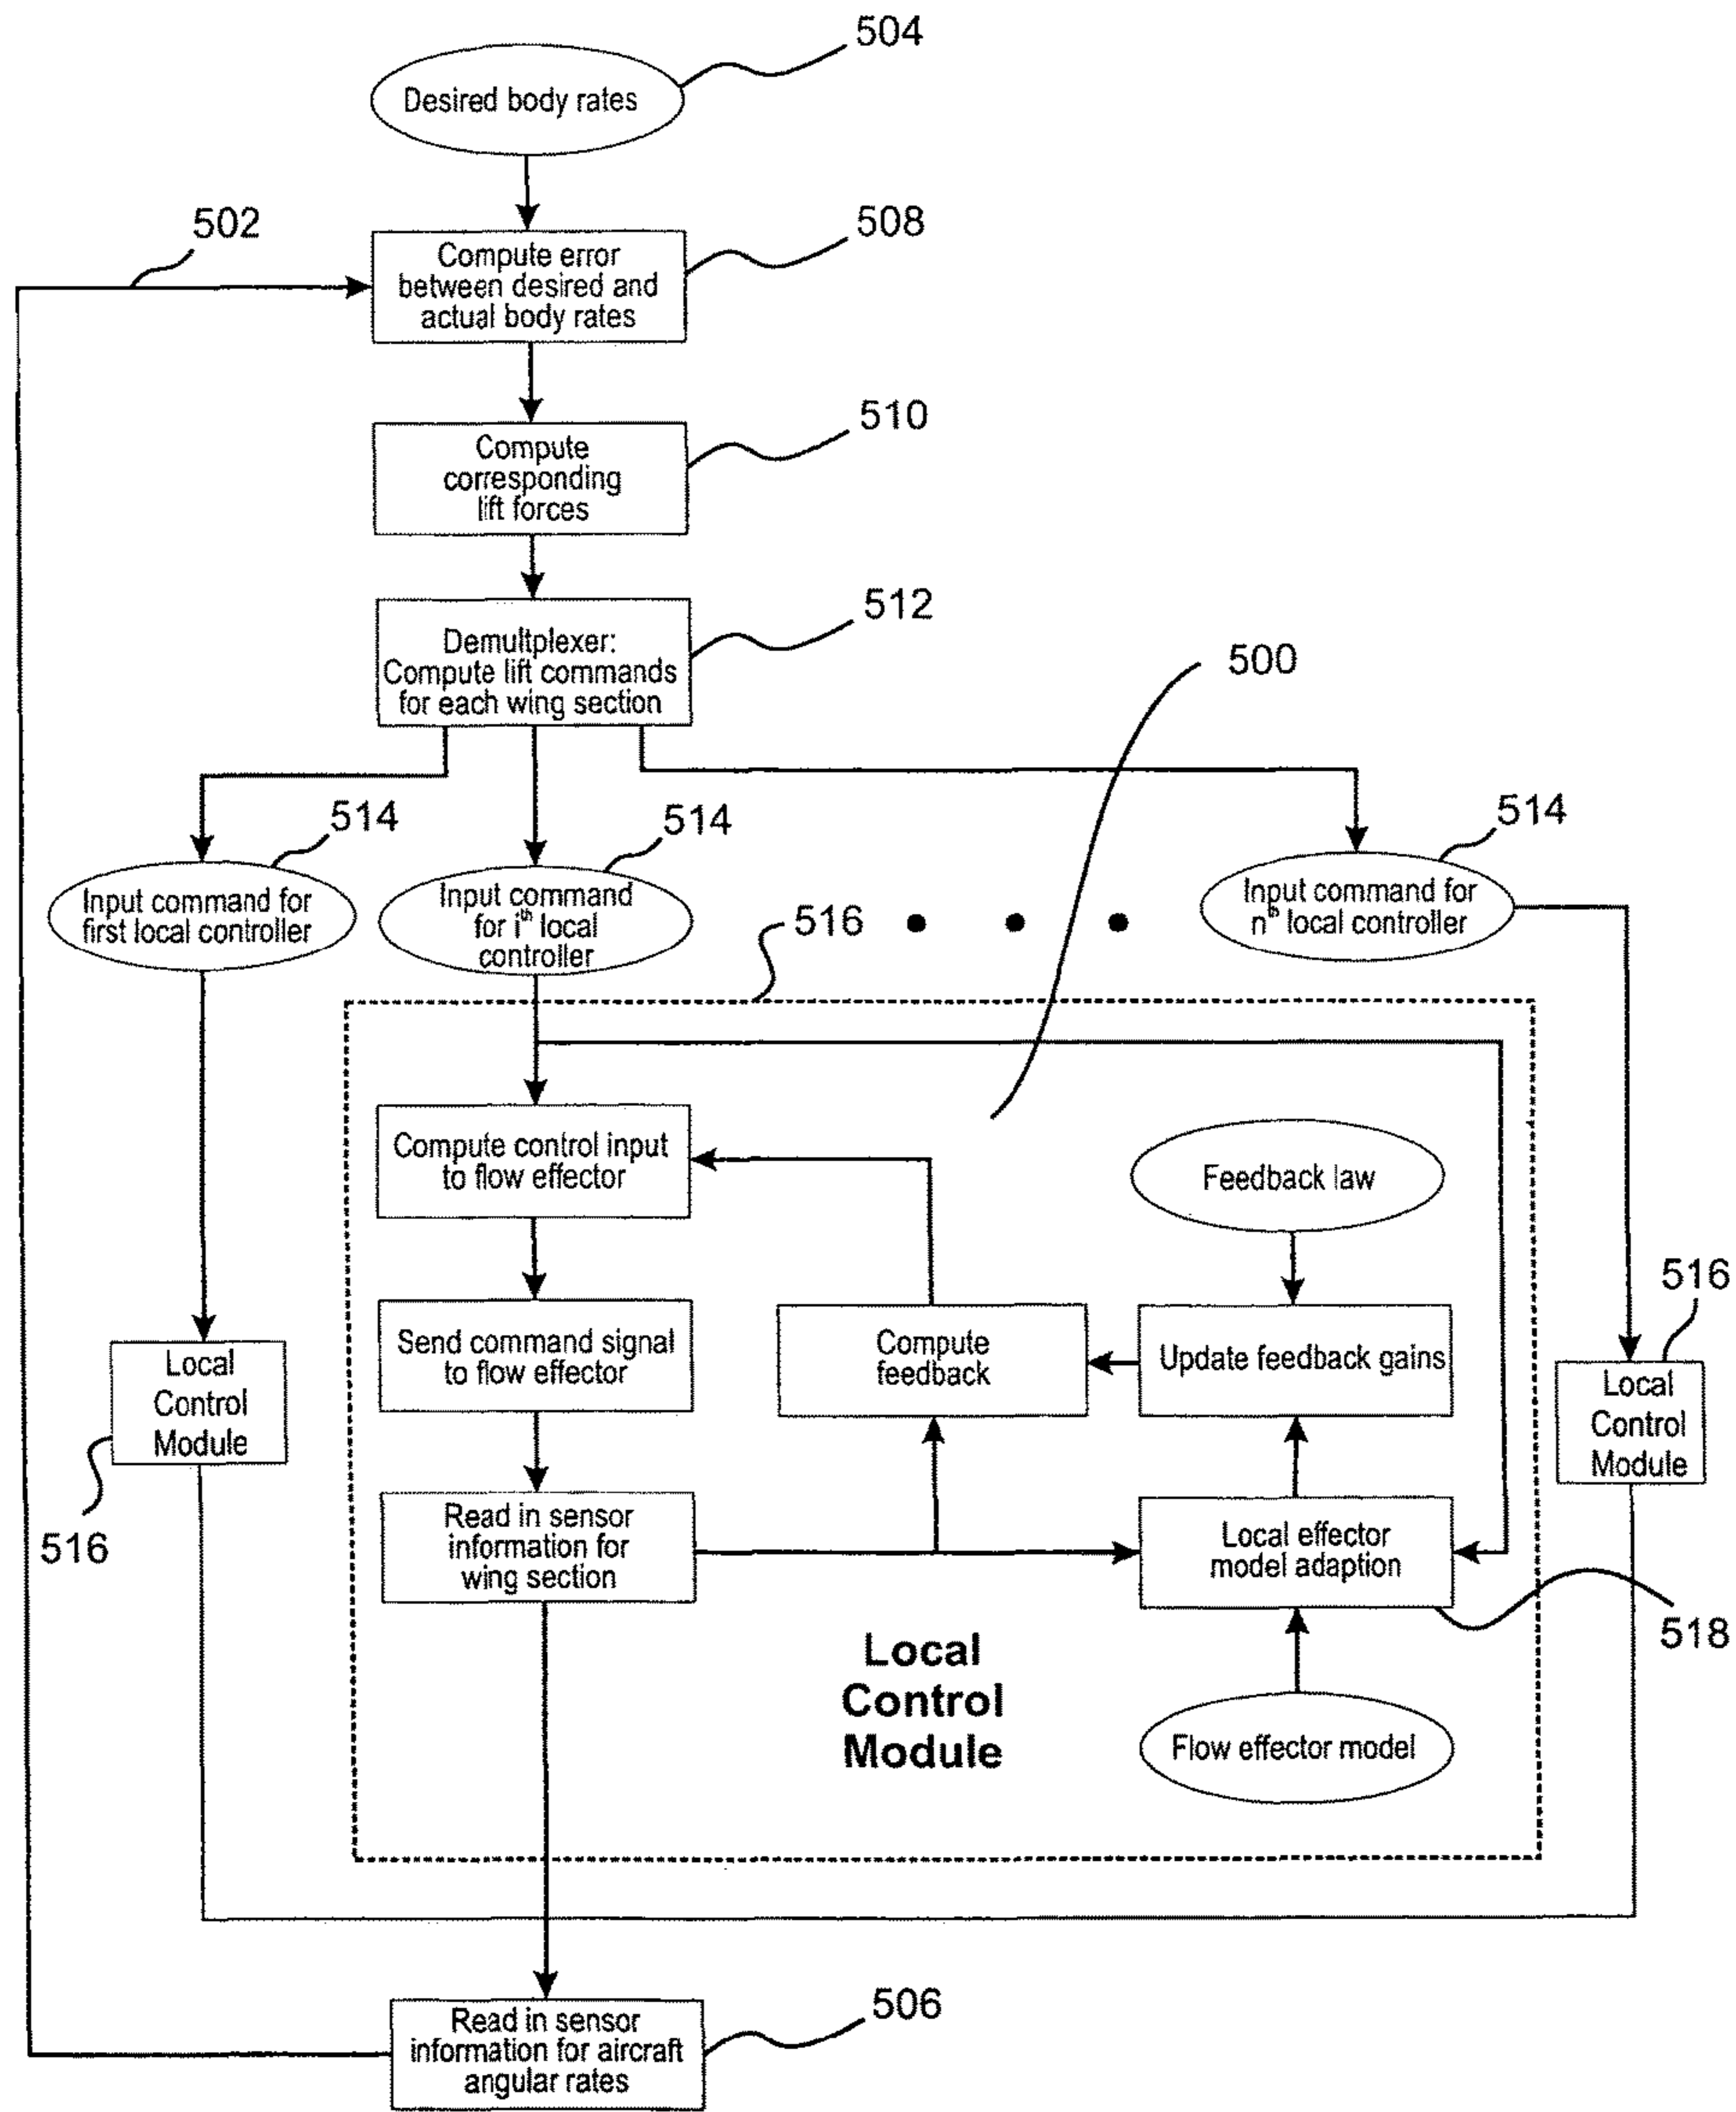 504
Desired body rates
502
508
Compute error
between desired and
actual body rates
510
Compute
corresponding
lift forces
512
Demultplexer:
Compute lift commands
for each wing section
500
514
514
514
Input command for
first local controller
Input command
for i^th local
controller
516
Input command for
n^th local controller
Compute control input
to flow effector
Feedback law
Send command signal
to flow effector
Compute
feedback
Update feedback gains
516
Local
Control
Module
Local
Control
Module
516
Read in sensor
information for
wing section
Local effector
model adaption
518
Local
Control
Module
Flow effector model
506
Read in sensor
information for aircraft
angular rates